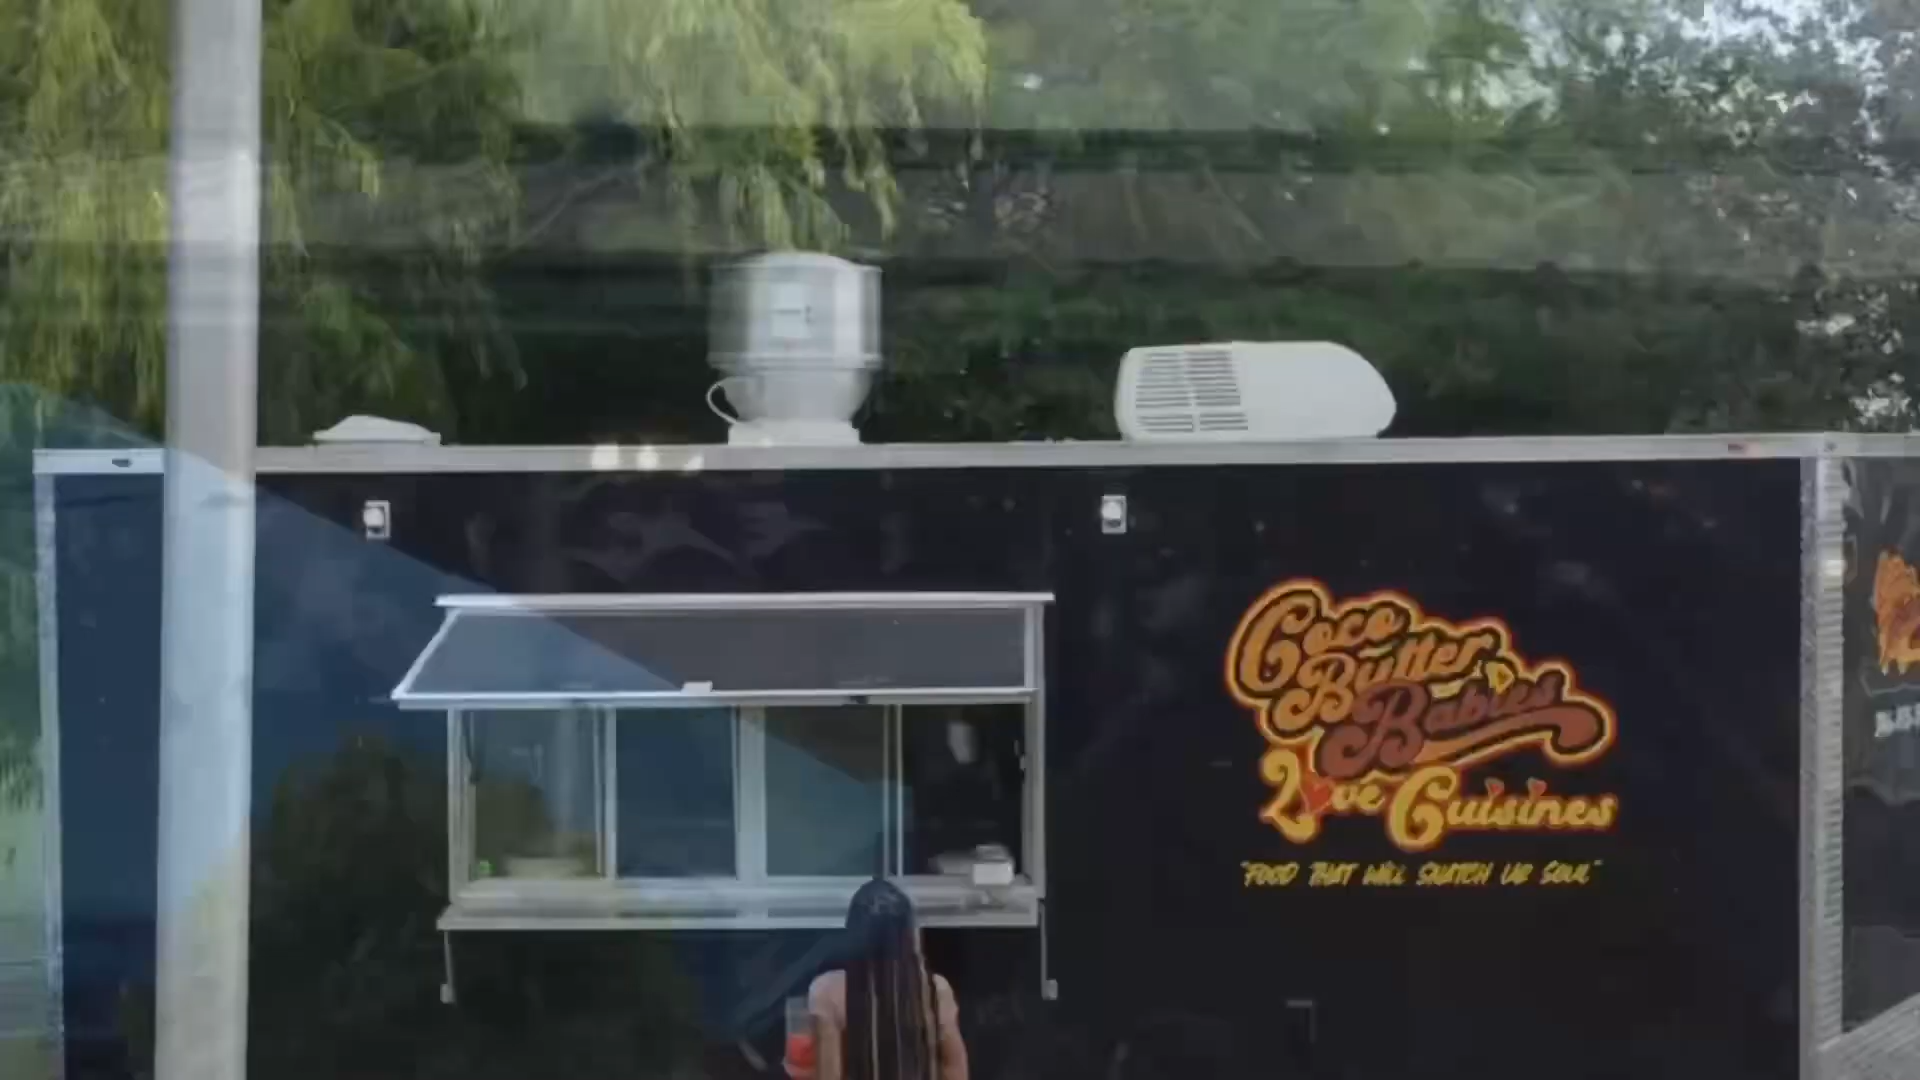 Coco
Butter
Babies
Love Cuisines
"FOOD THAT WILL SNATCH UR SOUL"